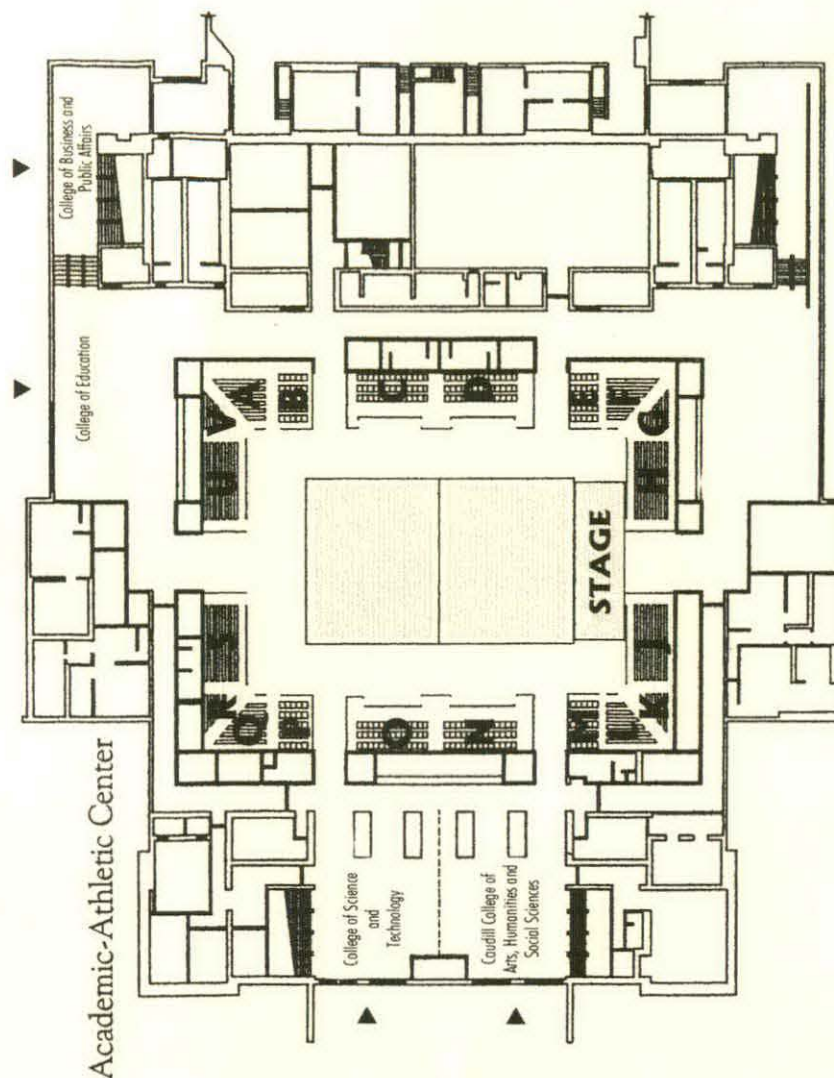 Academic-Athletic Center
College of Education
College of Business and
Public Affairs
R S U V
Q A
P B
College of Science
and
Technology
O C
N D
Caudill College of
Arts, Humanities and
Social Sciences
M E
STAGE
L F
K J H G